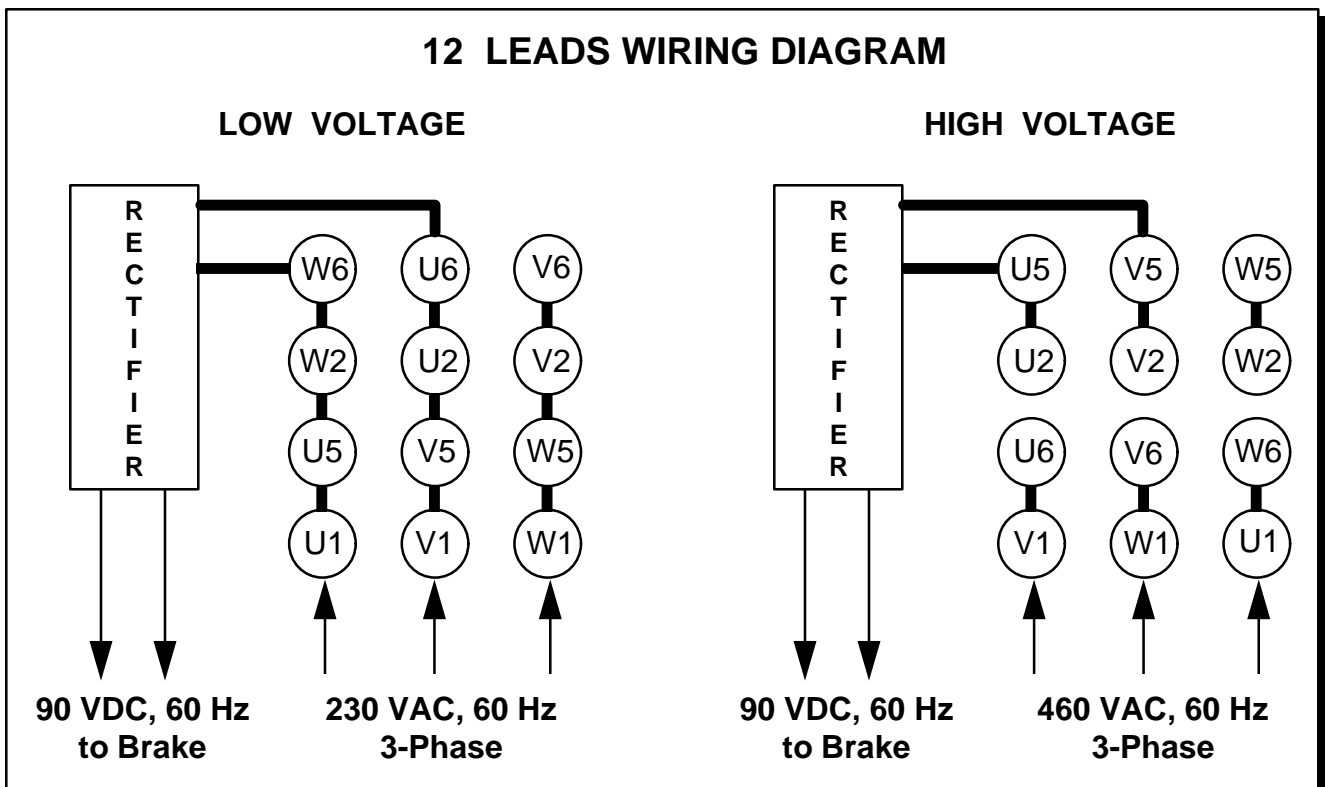 12 LEADS WIRING DIAGRAM
LOW VOLTAGE
RECTIFIER
W6 U6 V6
W2 U2 V2
U5 V5 W5
U1 V1 W1
90 VDC, 60 Hz
to Brake
230 VAC, 60 Hz
3-Phase
HIGH VOLTAGE
RECTIFIER
U5 V5 W5
U2 V2 W2
U6 V6 W6
V1 W1 U1
90 VDC, 60 Hz
to Brake
460 VAC, 60 Hz
3-Phase